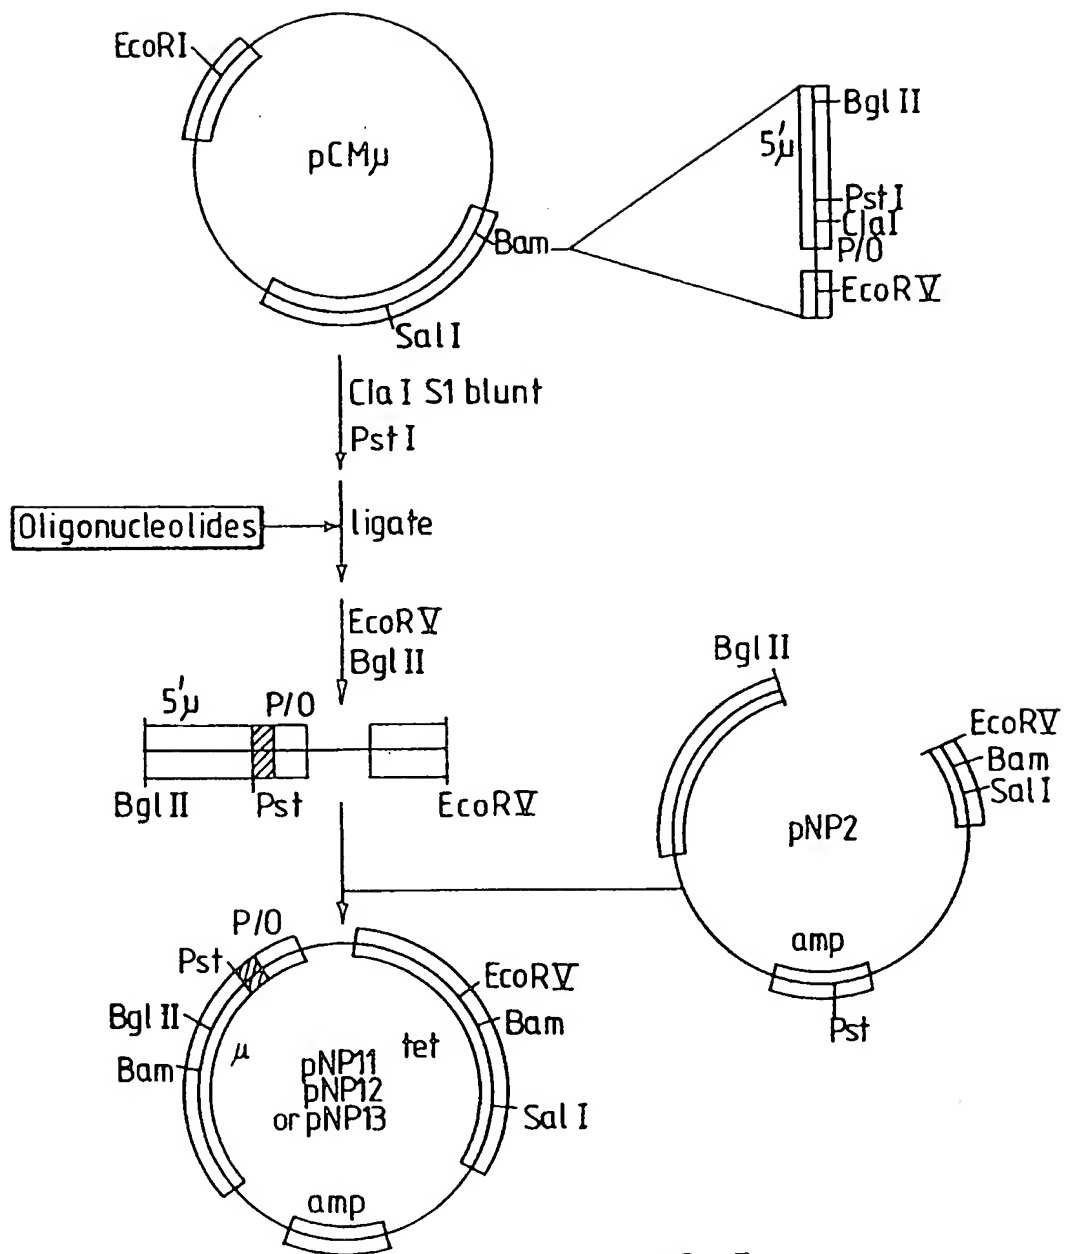 EcoRI
pCMμ
Bam
Sal I
Bgl II
5'μ
Pst I
Cla I
P/O
EcoR V
Cla I S1 blunt
Pst I
Oligonucleolides
ligate
EcoR V
Bgl II
5'μ
P/O
Bgl II
Pst
EcoR V
Bgl II
EcoR V
Bam
Sal I
pNP2
amp
Pst
P/O
Pst
Bgl II
Bam
μ
tet
EcoR V
Bam
Sal I
pNP11
pNP12
or pNP13
amp